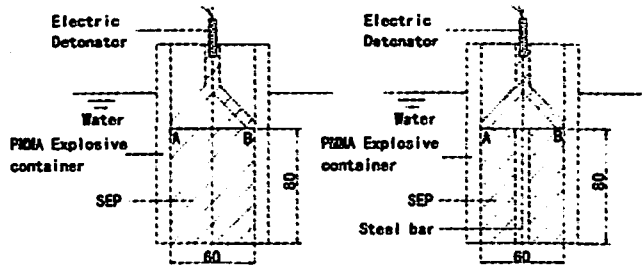 Electric
Detonator
Water
A
B
PMMA Explosive
container
SEP
80
60
Electric
Detonator
Water
A
B
PMMA Explosive
container
SEP
Steel bar
80
60